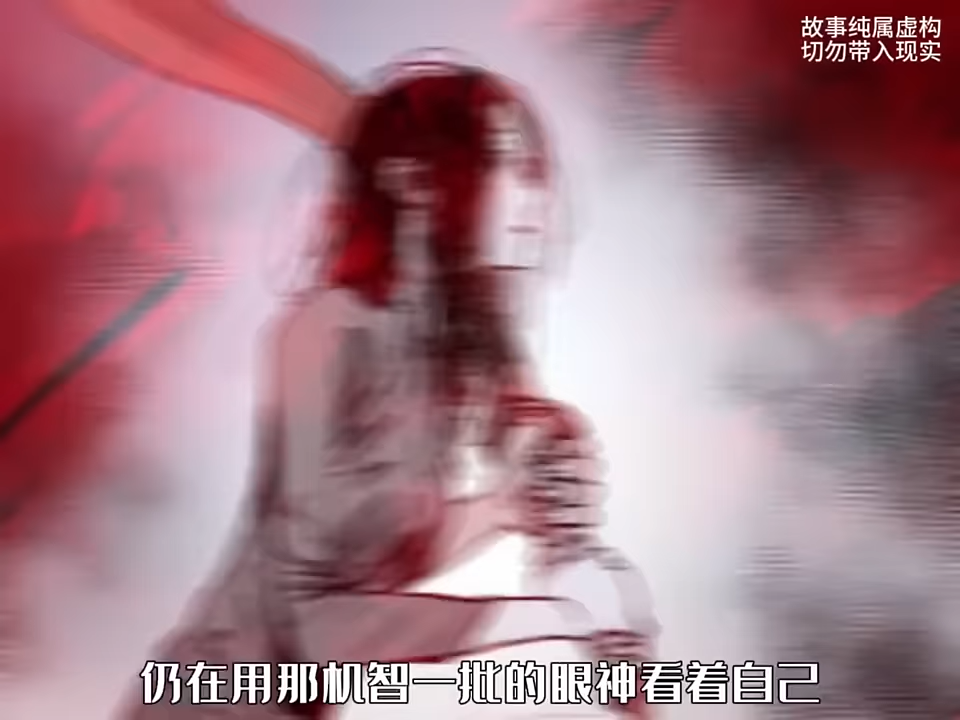 故事纯属虚构
切勿带入现实
仍在用那机智一批的眼神看着自己